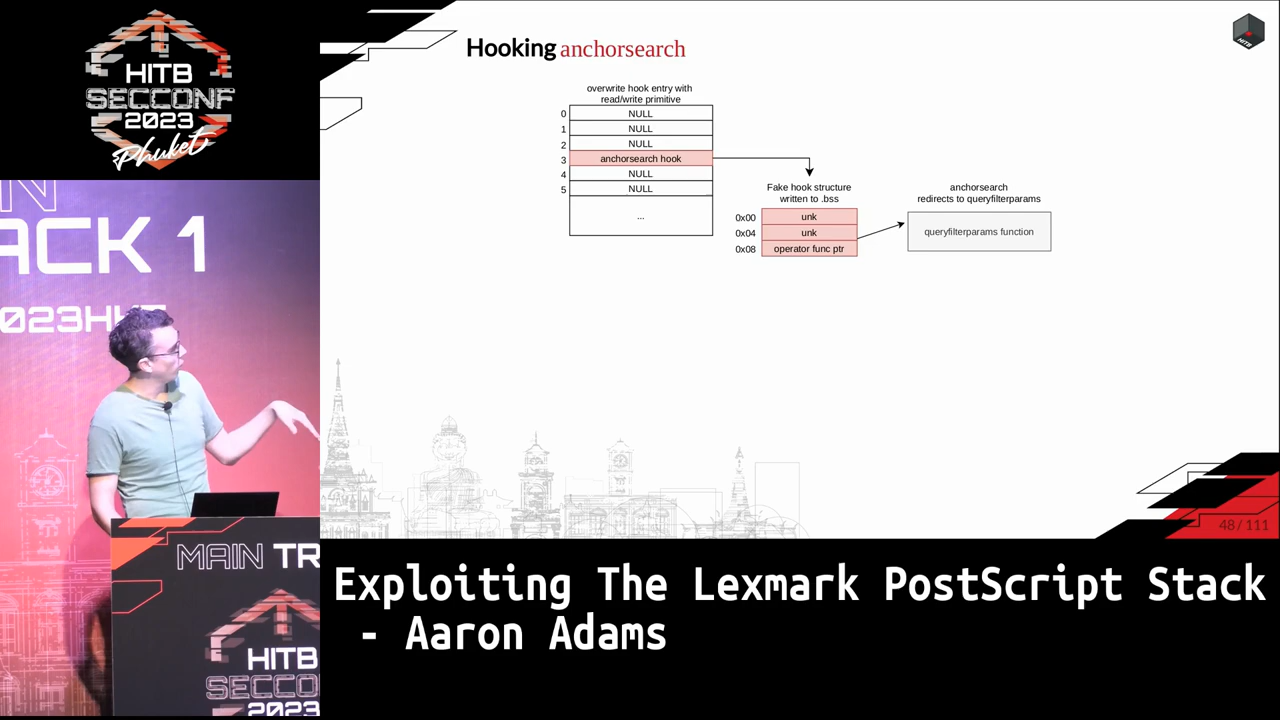 HITB
SECCONF
2023
Phuket
Hooking anchorsearch
HITB
overwrite hook entry with
read/write primitive
0 NULL
1 NULL
2 NULL
3 anchorsearch hook
4 NULL
5 NULL
...
Fake hook structure
written to .bss
0x00 unk
0x04 unk
0x08 operator func ptr
anchorsearch
redirects to queryfilterparams
queryfilterparams function
48 / 111
ACK 1
023H
MAIN TR
HITB
SECCO
2023
Exploiting The Lexmark PostScript Stack
- Aaron Adams